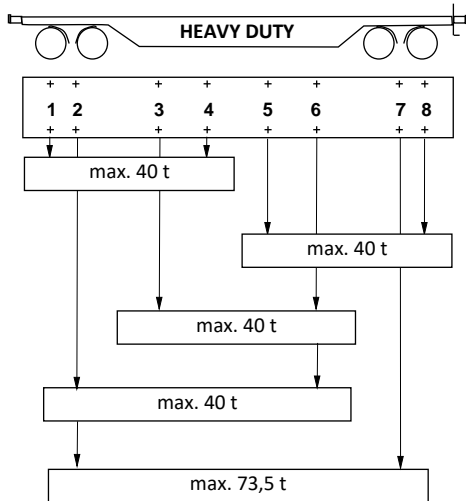 HEAVY DUTY
+ + + + + + + +
1 2 3 4 5 6 7 8
+ + + + + + + +
max. 40 t
max. 40 t
max. 40 t
max. 40 t
max. 73,5 t